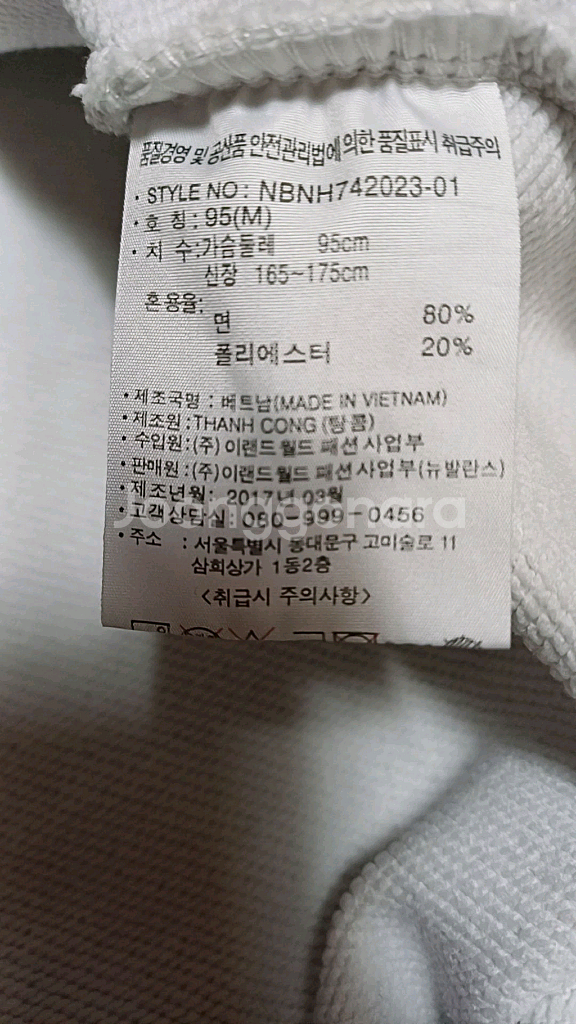 품질경영 및 공산품 안전관리법에 의한 품질표시 취급주의
· STYLE NO : NBNH742023-01
· 호 칭 : 95(M)
· 치 수:가슴둘레 95cm
신장 165~175cm
혼용율:
면 80%
폴리에스터 20%
• 제조국명 : 베트남(MADE IN VIETNAM)
• 제조원 : THANH CONG (탕콤)
• 수입원 : (주) 이랜드월드 패션사업부
• 판매원 : (주)이랜드월드 패션사업부(뉴발란스)
• 제조년월: 2017년 03월
• 고객상담실 080-999-0456
• 주소 : 서울특별시 동대문구 고미술로 11
삼희상가 1동2층
<취급시 주의사항>
joonggonara